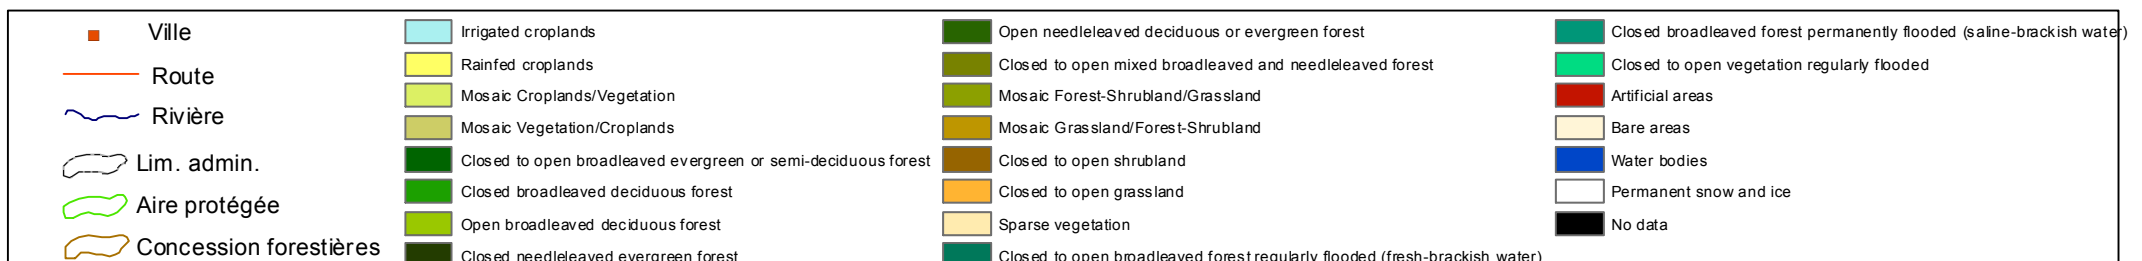 Ville
Route
Rivière
Lim. admin.
Aire protégée
Concession forestières
Irrigated croplands
Rainfed croplands
Mosaic Croplands/Vegetation
Mosaic Vegetation/Croplands
Closed to open broadleaved evergreen or semi-deciduous forest
Closed broadleaved deciduous forest
Open broadleaved deciduous forest
Closed needleleaved evergreen forest
Open needleleaved deciduous or evergreen forest
Closed to open mixed broadleaved and needleleaved forest
Mosaic Forest-Shrubland/Grassland
Mosaic Grassland/Forest-Shrubland
Closed to open shrubland
Closed to open grassland
Sparse vegetation
Closed to open broadleaved forest regularly flooded (fresh-brackish water)
Closed broadleaved forest permanently flooded (saline-brackish water)
Closed to open vegetation regularly flooded
Artificial areas
Bare areas
Water bodies
Permanent snow and ice
No data